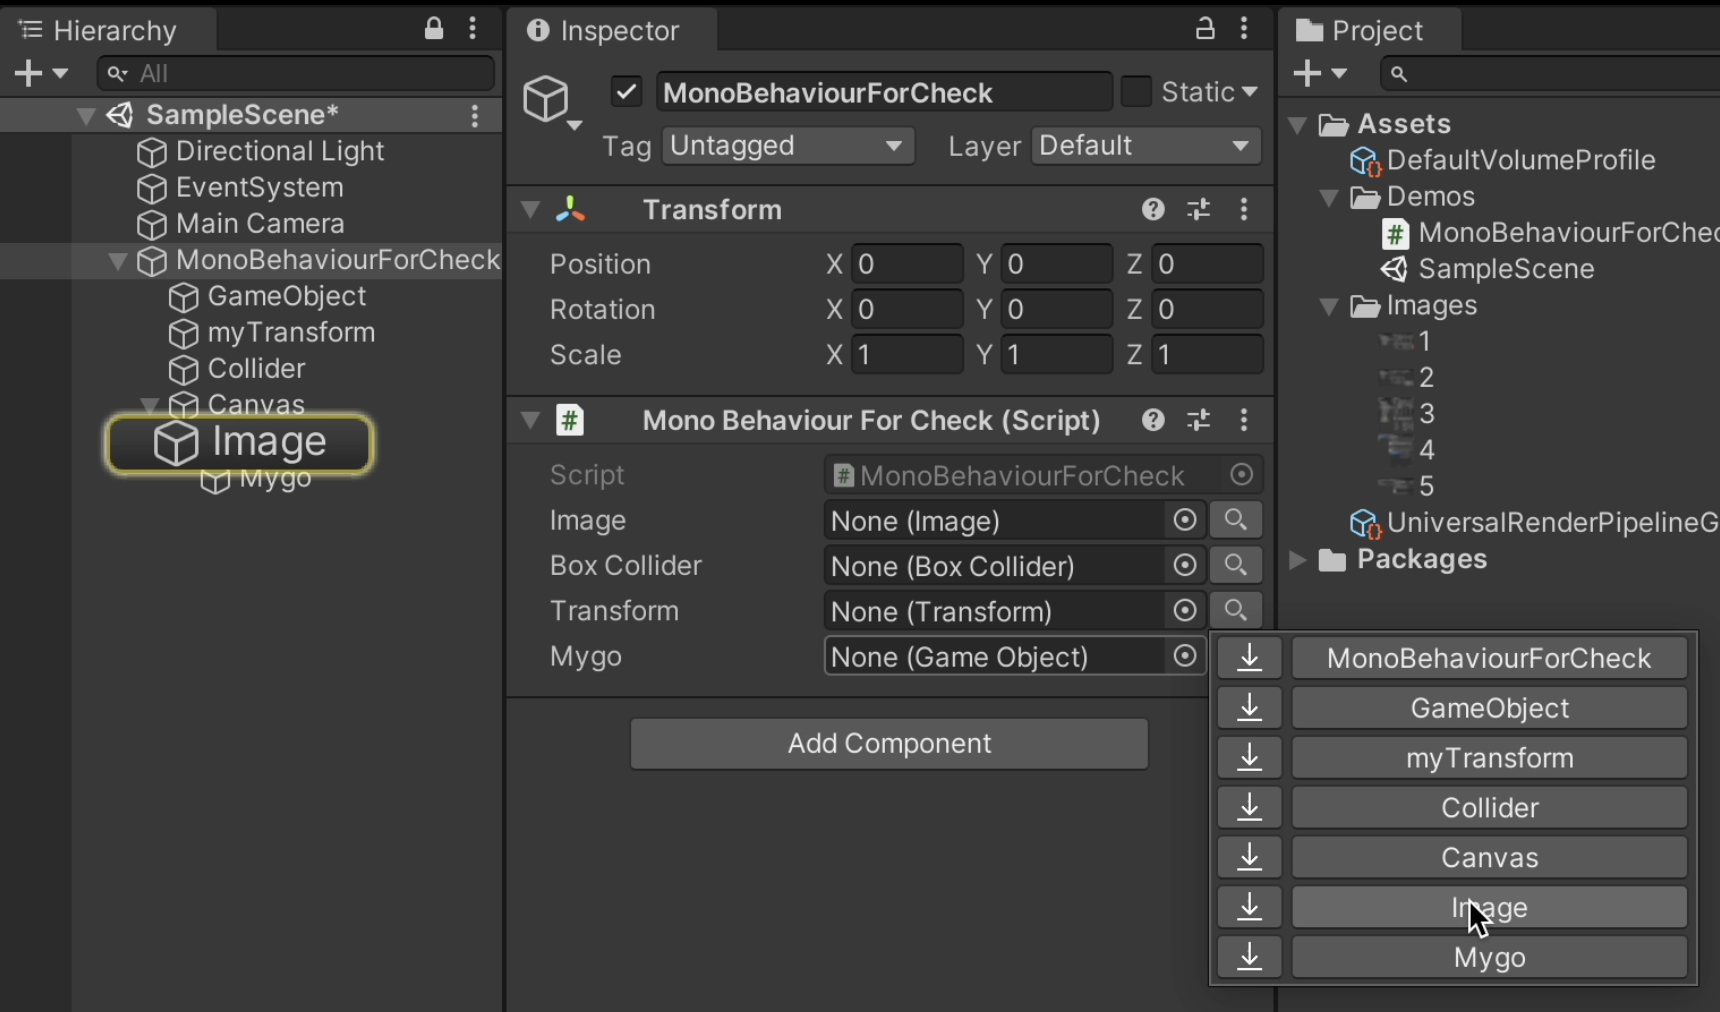 Hierarchy
All
SampleScene*
Directional Light
EventSystem
Main Camera
MonoBehaviourForCheck
GameObject
myTransform
Collider
Canvas
Image
Mygo
Inspector
MonoBehaviourForCheck
Static
Tag Untagged Layer Default
Transform
Position X 0 Y 0 Z 0
Rotation X 0 Y 0 Z 0
Scale X 1 Y 1 Z 1
# Mono Behaviour For Check (Script)
Script # MonoBehaviourForCheck
Image None (Image)
Box Collider None (Box Collider)
Transform None (Transform)
Mygo None (Game Object)
Add Component
MonoBehaviourForCheck
GameObject
myTransform
Collider
Canvas
Image
Mygo
Project
Assets
DefaultVolumeProfile
Demos
# MonoBehaviourForChec
SampleScene
Images
1
2
3
4
5
UniversalRenderPipelineG
Packages